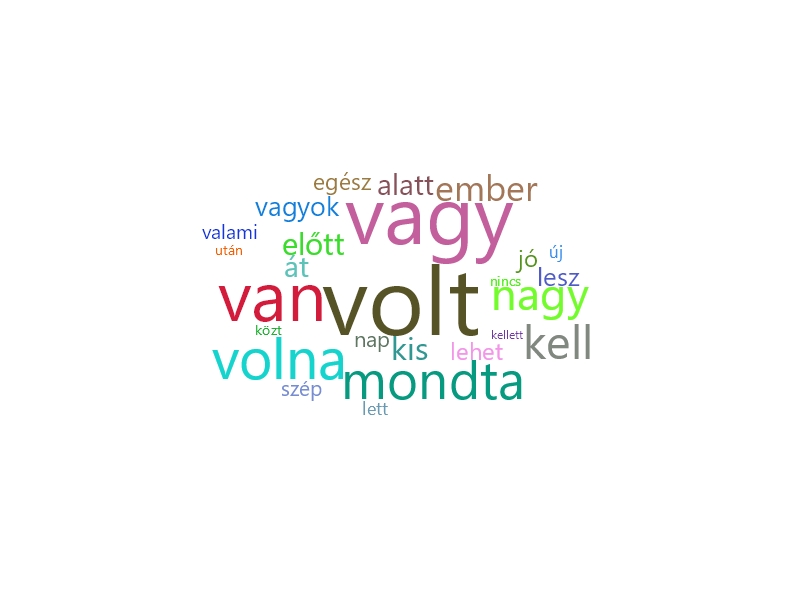 egész
alatt
ember
vagyok
vagy
valami
előtt
után
jó
új
át
nincs
lesz
van
volt
nagy
közt
nap
kis
lehet
kellett
kell
volna
mondta
szép
lett